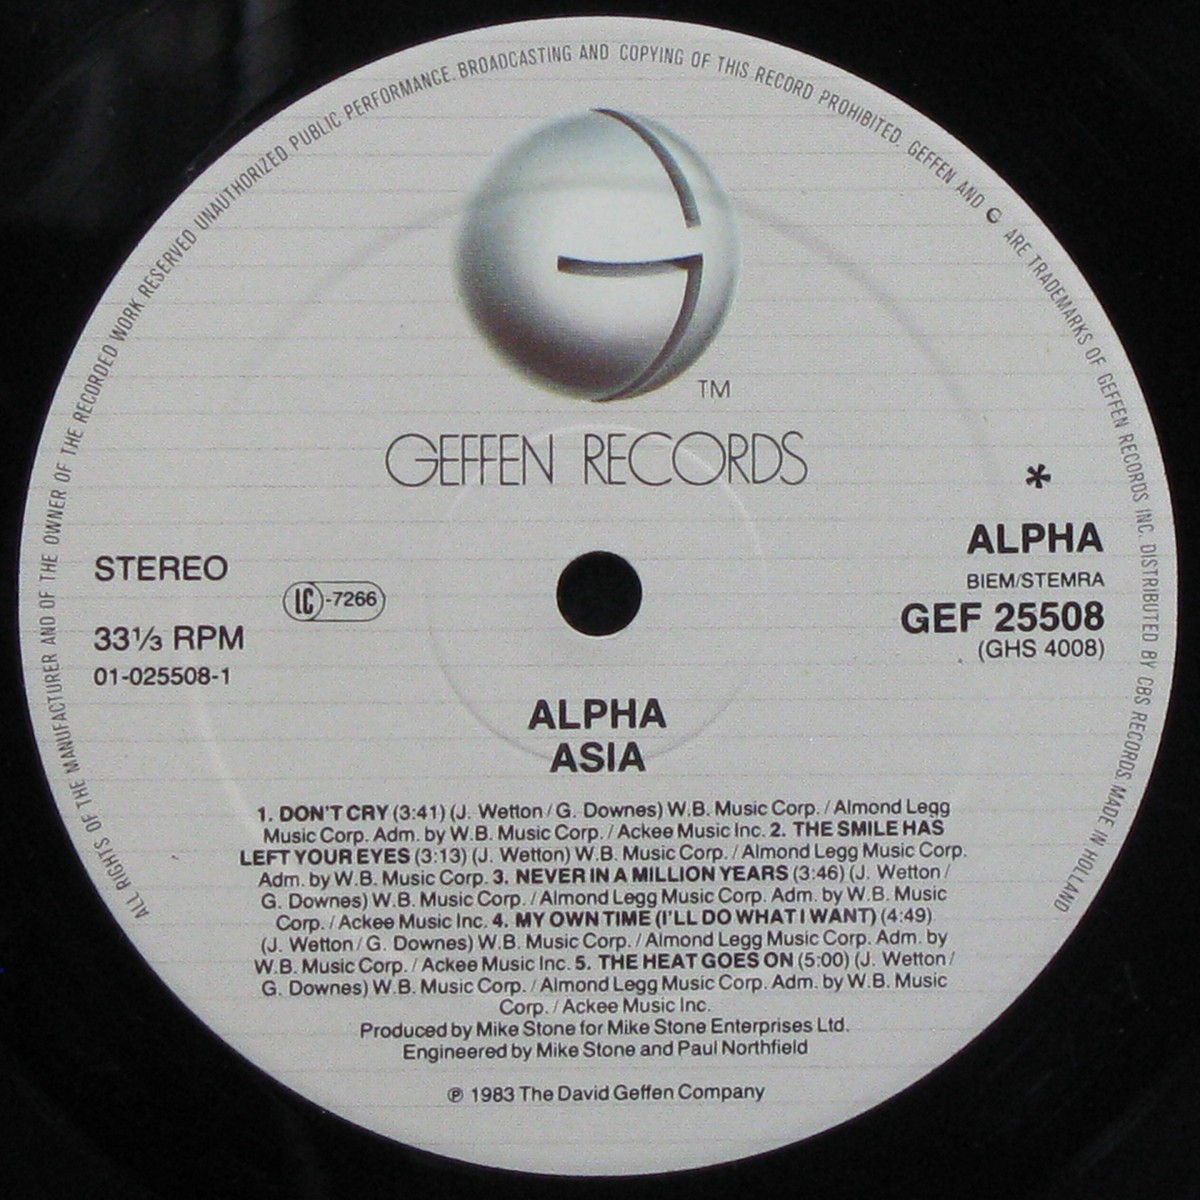 ALL RIGHTS OF THE MANUFACTURER AND OF THE OWNER OF THE RECORDED WORK RESERVED UNAUTHORIZED PUBLIC PERFORMANCE. BROADCASTING AND COPYING OF THIS RECORD PROHIBITED. GEFFEN AND G ARE TRADEMARKS OF GEFFEN RECORDS INC. DISTRIBUTED BY CBS RECORDS. MADE IN HOLLAND
TM
GEFFEN RECORDS
STEREO
LC-7266
33⅓ RPM
01-025508-1
*
ALPHA
BIEM/STEMRA
GEF 25508
(GHS 4008)
ALPHA
ASIA
1. DON'T CRY (3:41) (J. Wetton/G. Downes) W.B. Music Corp./Almond Legg
Music Corp. Adm. by W.B. Music Corp./Ackee Music Inc. 2. THE SMILE HAS
LEFT YOUR EYES (3:13) (J. Wetton) W.B. Music Corp./Almond Legg Music Corp.
Adm. by W.B. Music Corp. 3. NEVER IN A MILLION YEARS (3:46) (J. Wetton/
G. Downes) W.B. Music Corp./Almond Legg Music Corp. Adm. by W.B. Music
Corp./Ackee Music Inc. 4. MY OWN TIME (I'LL DO WHAT I WANT) (4:49)
(J. Wetton/G. Downes) W.B. Music Corp./Almond Legg Music Corp. Adm. by
W.B. Music Corp./Ackee Music Inc. 5. THE HEAT GOES ON (5:00) (J. Wetton/
G. Downes) W.B. Music Corp./Almond Legg Music Corp. Adm. by W.B. Music
Corp./Ackee Music Inc.
Produced by Mike Stone for Mike Stone Enterprises Ltd.
Engineered by Mike Stone and Paul Northfield
℗ 1983 The David Geffen Company